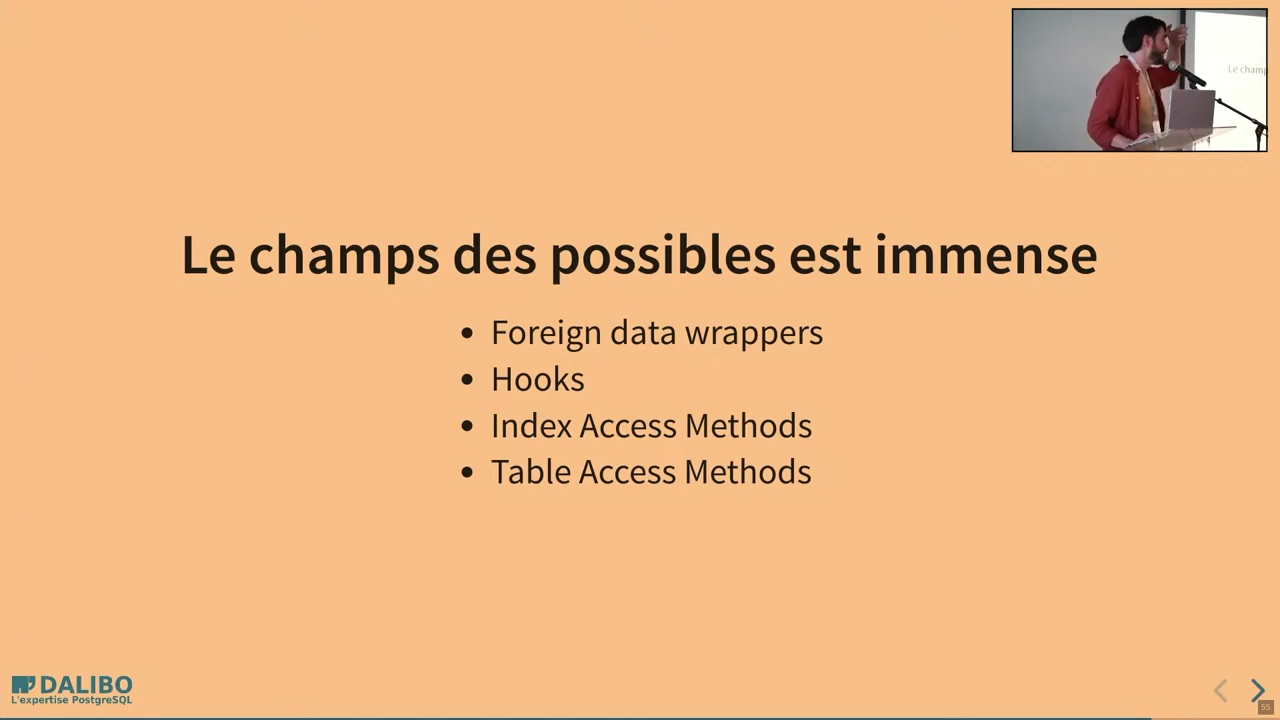 Le champ
Le champs des possibles est immense
Foreign data wrappers
Hooks
Index Access Methods
Table Access Methods
DALIBO
L'expertise PostgreSQL
55